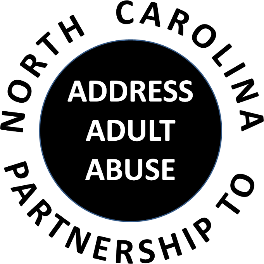 NORTH CAROLINA
PARTNERSHIP TO
ADDRESS
ADULT
ABUSE